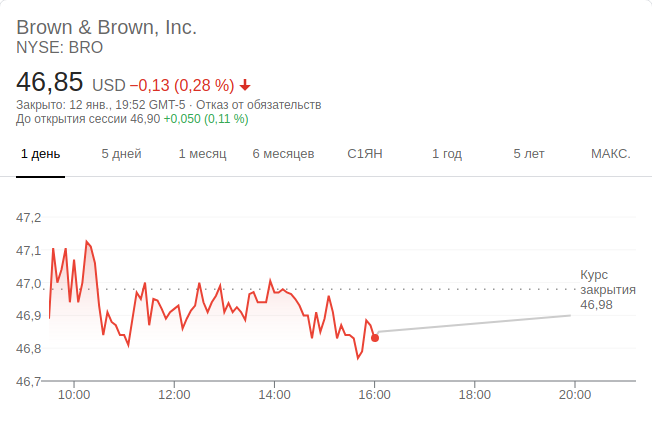 Brown & Brown, Inc.
NYSE: BRO
46,85 USD −0,13 (0,28 %)
Закрыто: 12 янв., 19:52 GMT-5 · Отказ от обязательств
До открытия сессии 46,90 +0,050 (0,11 %)
1 день 5 дней 1 месяц 6 месяцев С1ЯН 1 год 5 лет МАКС.
47,2
47,1
47,0
46,9
46,8
46,7
Курс
закрытия
46,98
10:00 12:00 14:00 16:00 18:00 20:00